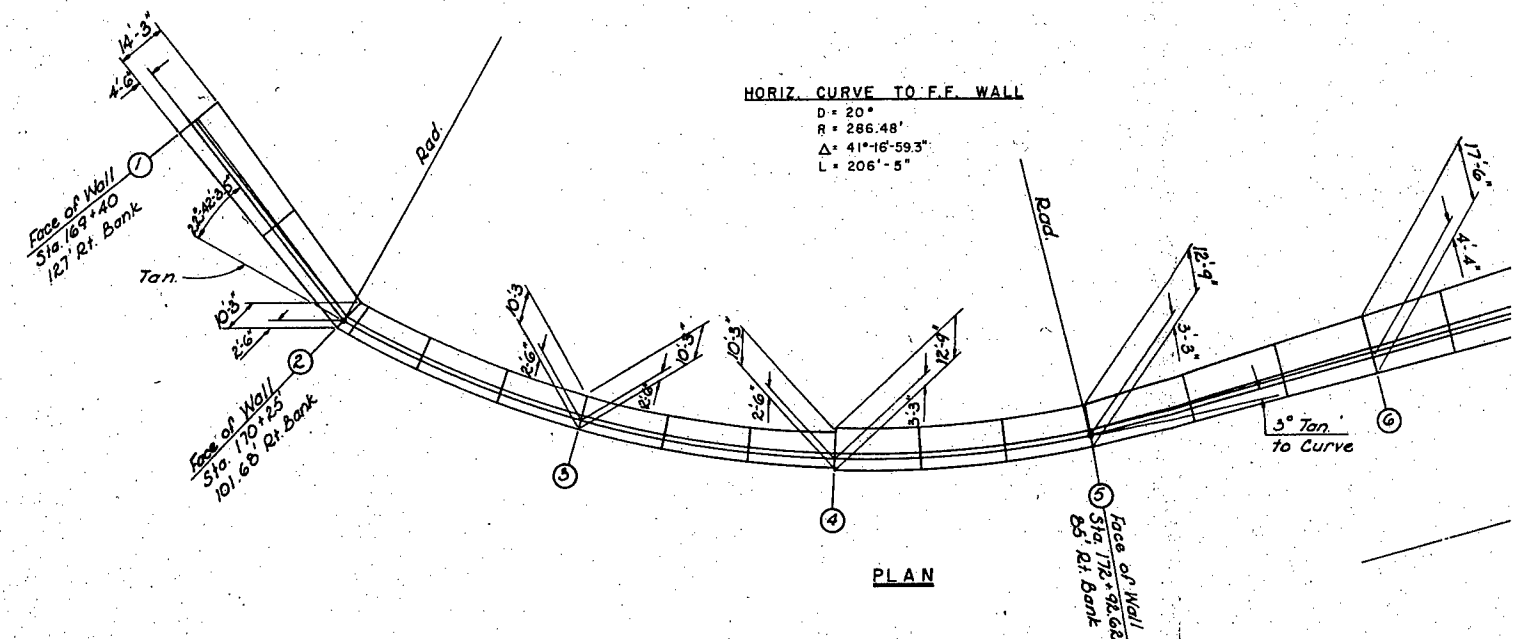 14'-3"
4'-6"
Rad.
HORIZ. CURVE TO F.F. WALL
D = 20°
R = 286.48'
Δ = 41°-16'-59.3"
L = 206'-5"
1
Face of Wall
Sta. 169+40
127' Rt. Bank
22°-42'-35"
Tan.
10'-3"
2'-6"
2
Face of Wall
Sta. 170+25
101.68' Rt. Bank
10'-3
2'-6"
10'-3"
2'-6"
3
10'-3"
2'-6"
12'-4"
3'-3"
4
Rad.
12'-9"
3'-3"
5
Face of Wall
Sta. 172+92.62
85' Rt. Bank
3° Tan.
to Curve
17'-6"
4'-4"
6
PLAN